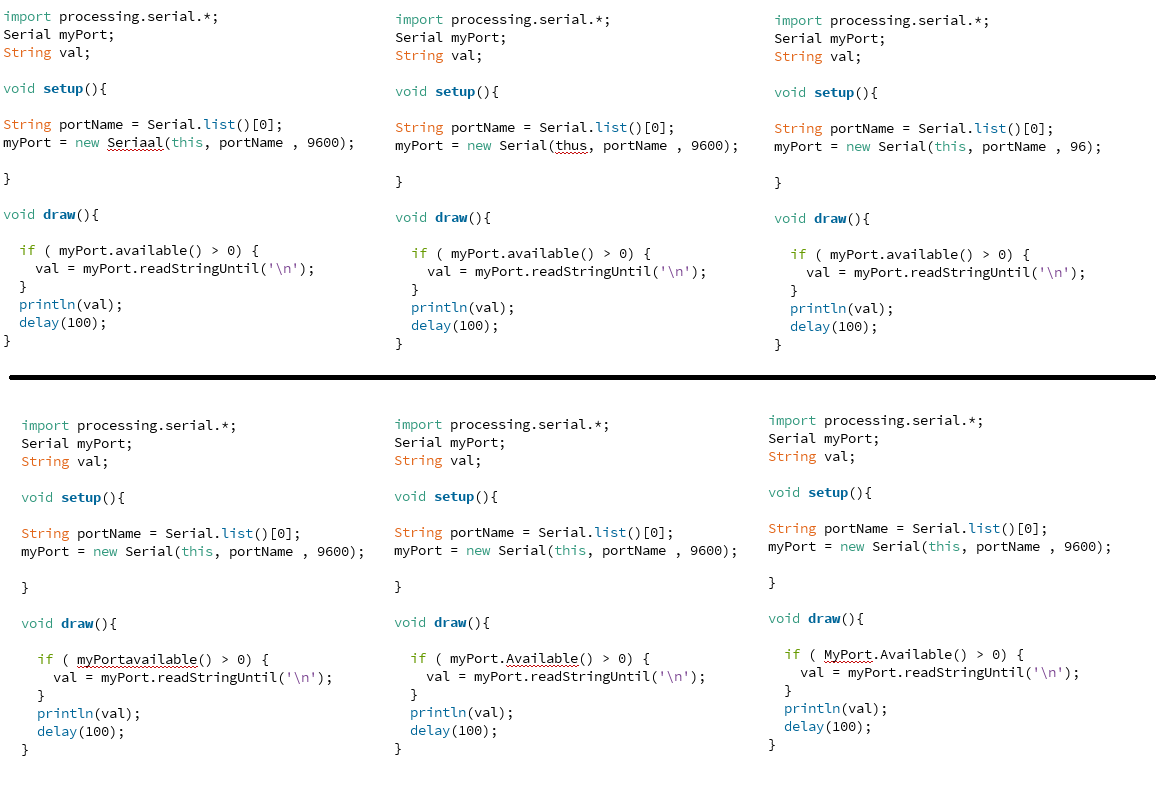 import processing.serial.*;
Serial myPort;
String val;
void setup(){
String portName = Serial.list()[0];
myPort = new Seriaal(this, portName , 9600);
}
void draw(){
if ( myPort.available() > 0) {
val = myPort.readStringUntil('\n');
}
println(val);
delay(100);
}
import processing.serial.*;
Serial myPort;
String val;
void setup(){
String portName = Serial.list()[0];
myPort = new Serial(thus, portName , 9600);
}
void draw(){
if ( myPort.available() > 0) {
val = myPort.readStringUntil('\n');
}
println(val);
delay(100);
}
import processing.serial.*;
Serial myPort;
String val;
void setup(){
String portName = Serial.list()[0];
myPort = new Serial(this, portName , 96);
}
void draw(){
if ( myPort.available() > 0) {
val = myPort.readStringUntil('\n');
}
println(val);
delay(100);
}
import processing.serial.*;
Serial myPort;
String val;
void setup(){
String portName = Serial.list()[0];
myPort = new Serial(this, portName , 9600);
}
void draw(){
if ( myPortavailable() > 0) {
val = myPort.readStringUntil('\n');
}
println(val);
delay(100);
}
import processing.serial.*;
Serial myPort;
String val;
void setup(){
String portName = Serial.list()[0];
myPort = new Serial(this, portName , 9600);
}
void draw(){
if ( myPort.Available() > 0) {
val = myPort.readStringUntil('\n');
}
println(val);
delay(100);
}
import processing.serial.*;
Serial myPort;
String val;
void setup(){
String portName = Serial.list()[0];
myPort = new Serial(this, portName , 9600);
}
void draw(){
if ( MyPort.Available() > 0) {
val = myPort.readStringUntil('\n');
}
println(val);
delay(100);
}